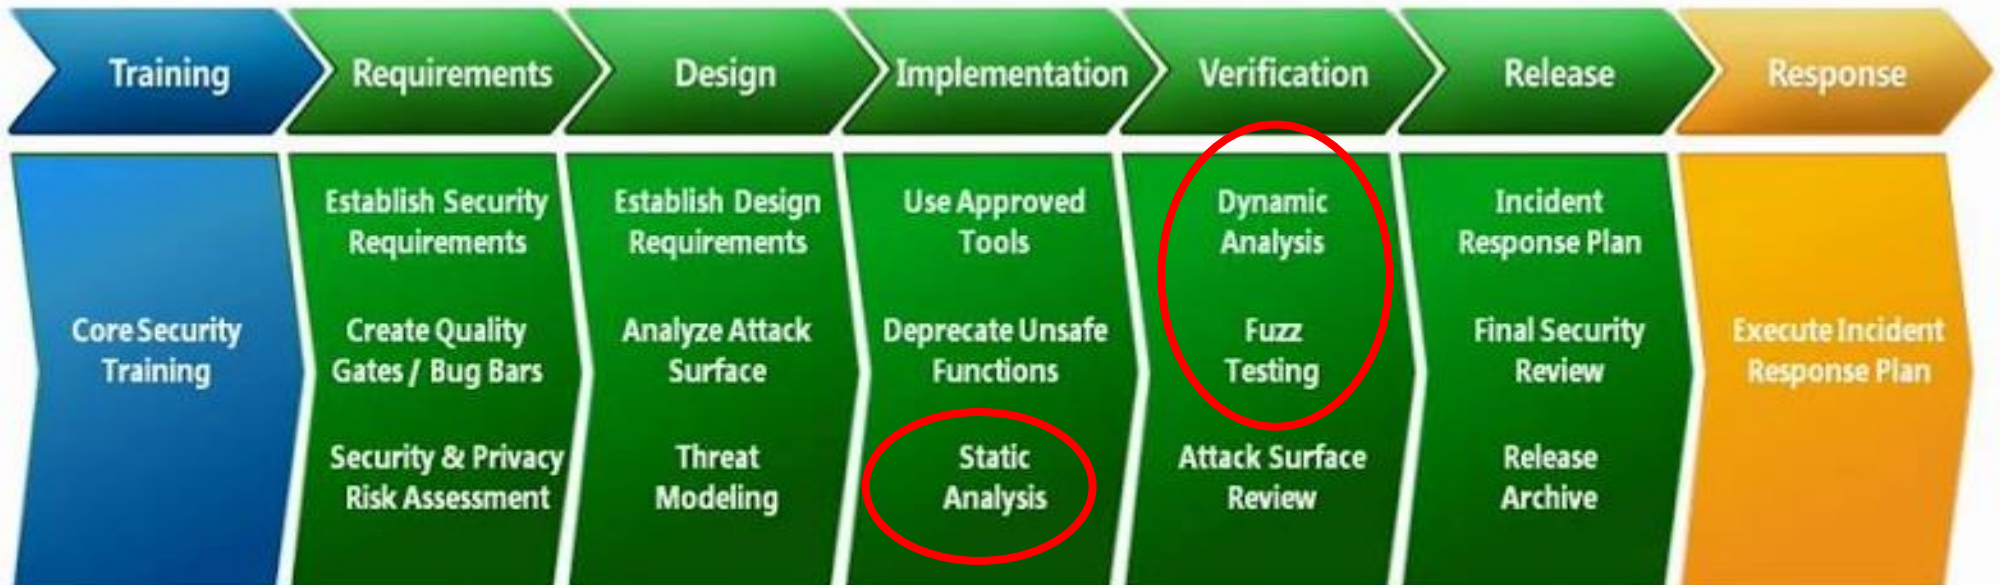 Training
Requirements
Design
Implementation
Verification
Release
Response
Core Security
Training
Establish Security
Requirements
Create Quality
Gates / Bug Bars
Security & Privacy
Risk Assessment
Establish Design
Requirements
Analyze Attack
Surface
Threat
Modeling
Use Approved
Tools
Deprecate Unsafe
Functions
Static
Analysis
Dynamic
Analysis
Fuzz
Testing
Attack Surface
Review
Incident
Response Plan
Final Security
Review
Release
Archive
Execute Incident
Response Plan